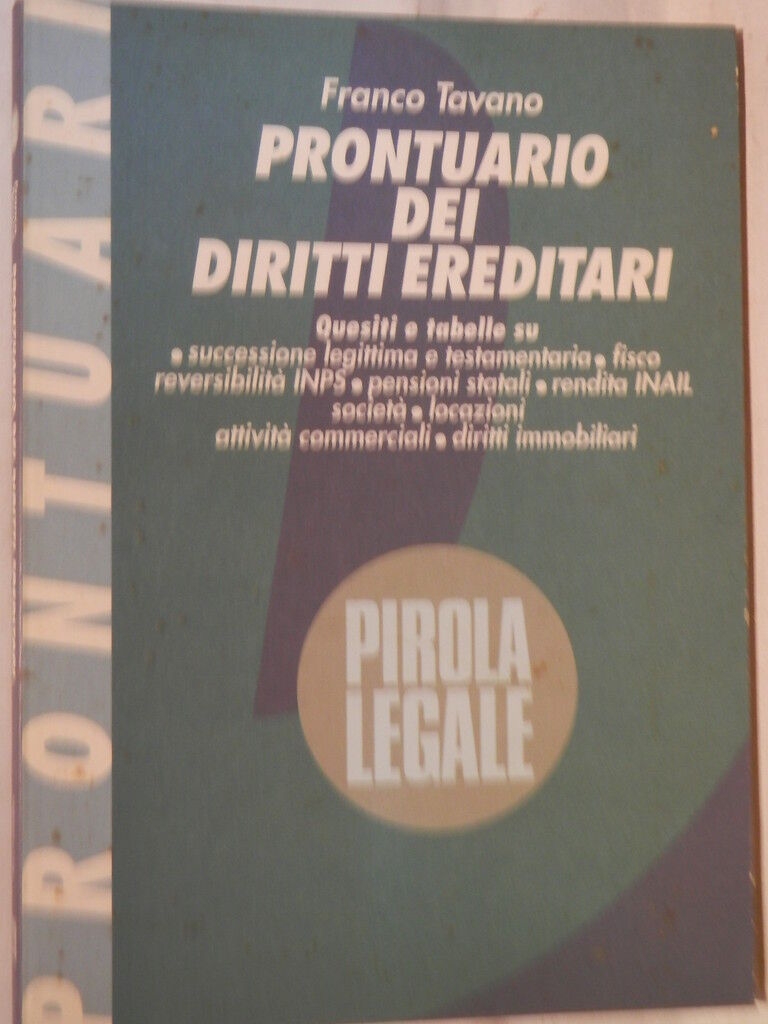 Franco Tavano
PRONTUARIO
DEI
DIRITTI EREDITARI
Quesiti e tabelle su
• successione legittima e testamentaria • fisco
reversibilità INPS • pensioni statali • rendita INAIL
società • locazioni
attività commerciali • diritti immobiliari
PIROLA
LEGALE
PRONTUARI